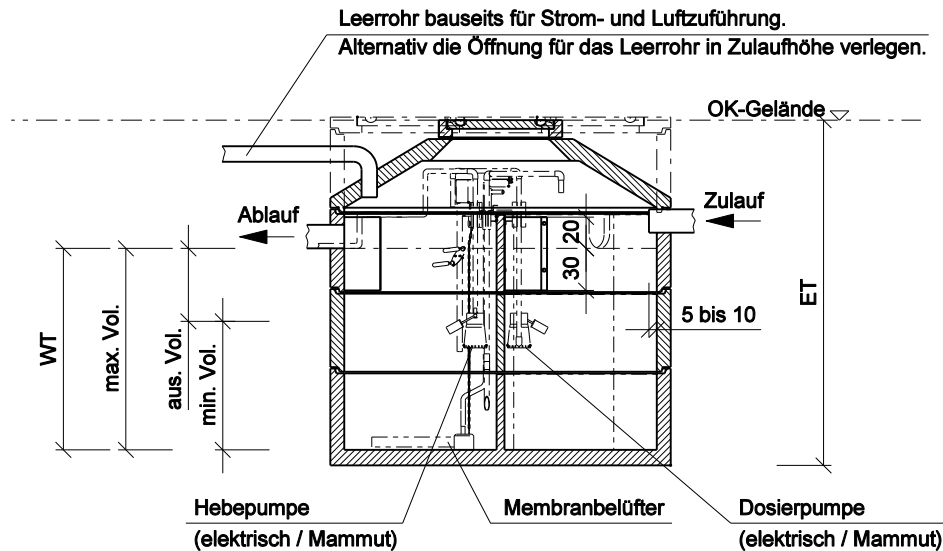 Leerrohr bauseits für Strom- und Luftzuführung.
Alternativ die Öffnung für das Leerrohr in Zulaufhöhe verlegen.
OK-Gelände
Ablauf
Zulauf
20
30
5 bis 10
ET
WT
max. Vol.
aus. Vol.
min. Vol.
Hebepumpe
(elektrisch / Mammut)
Membranbelüfter
Dosierpumpe
(elektrisch / Mammut)